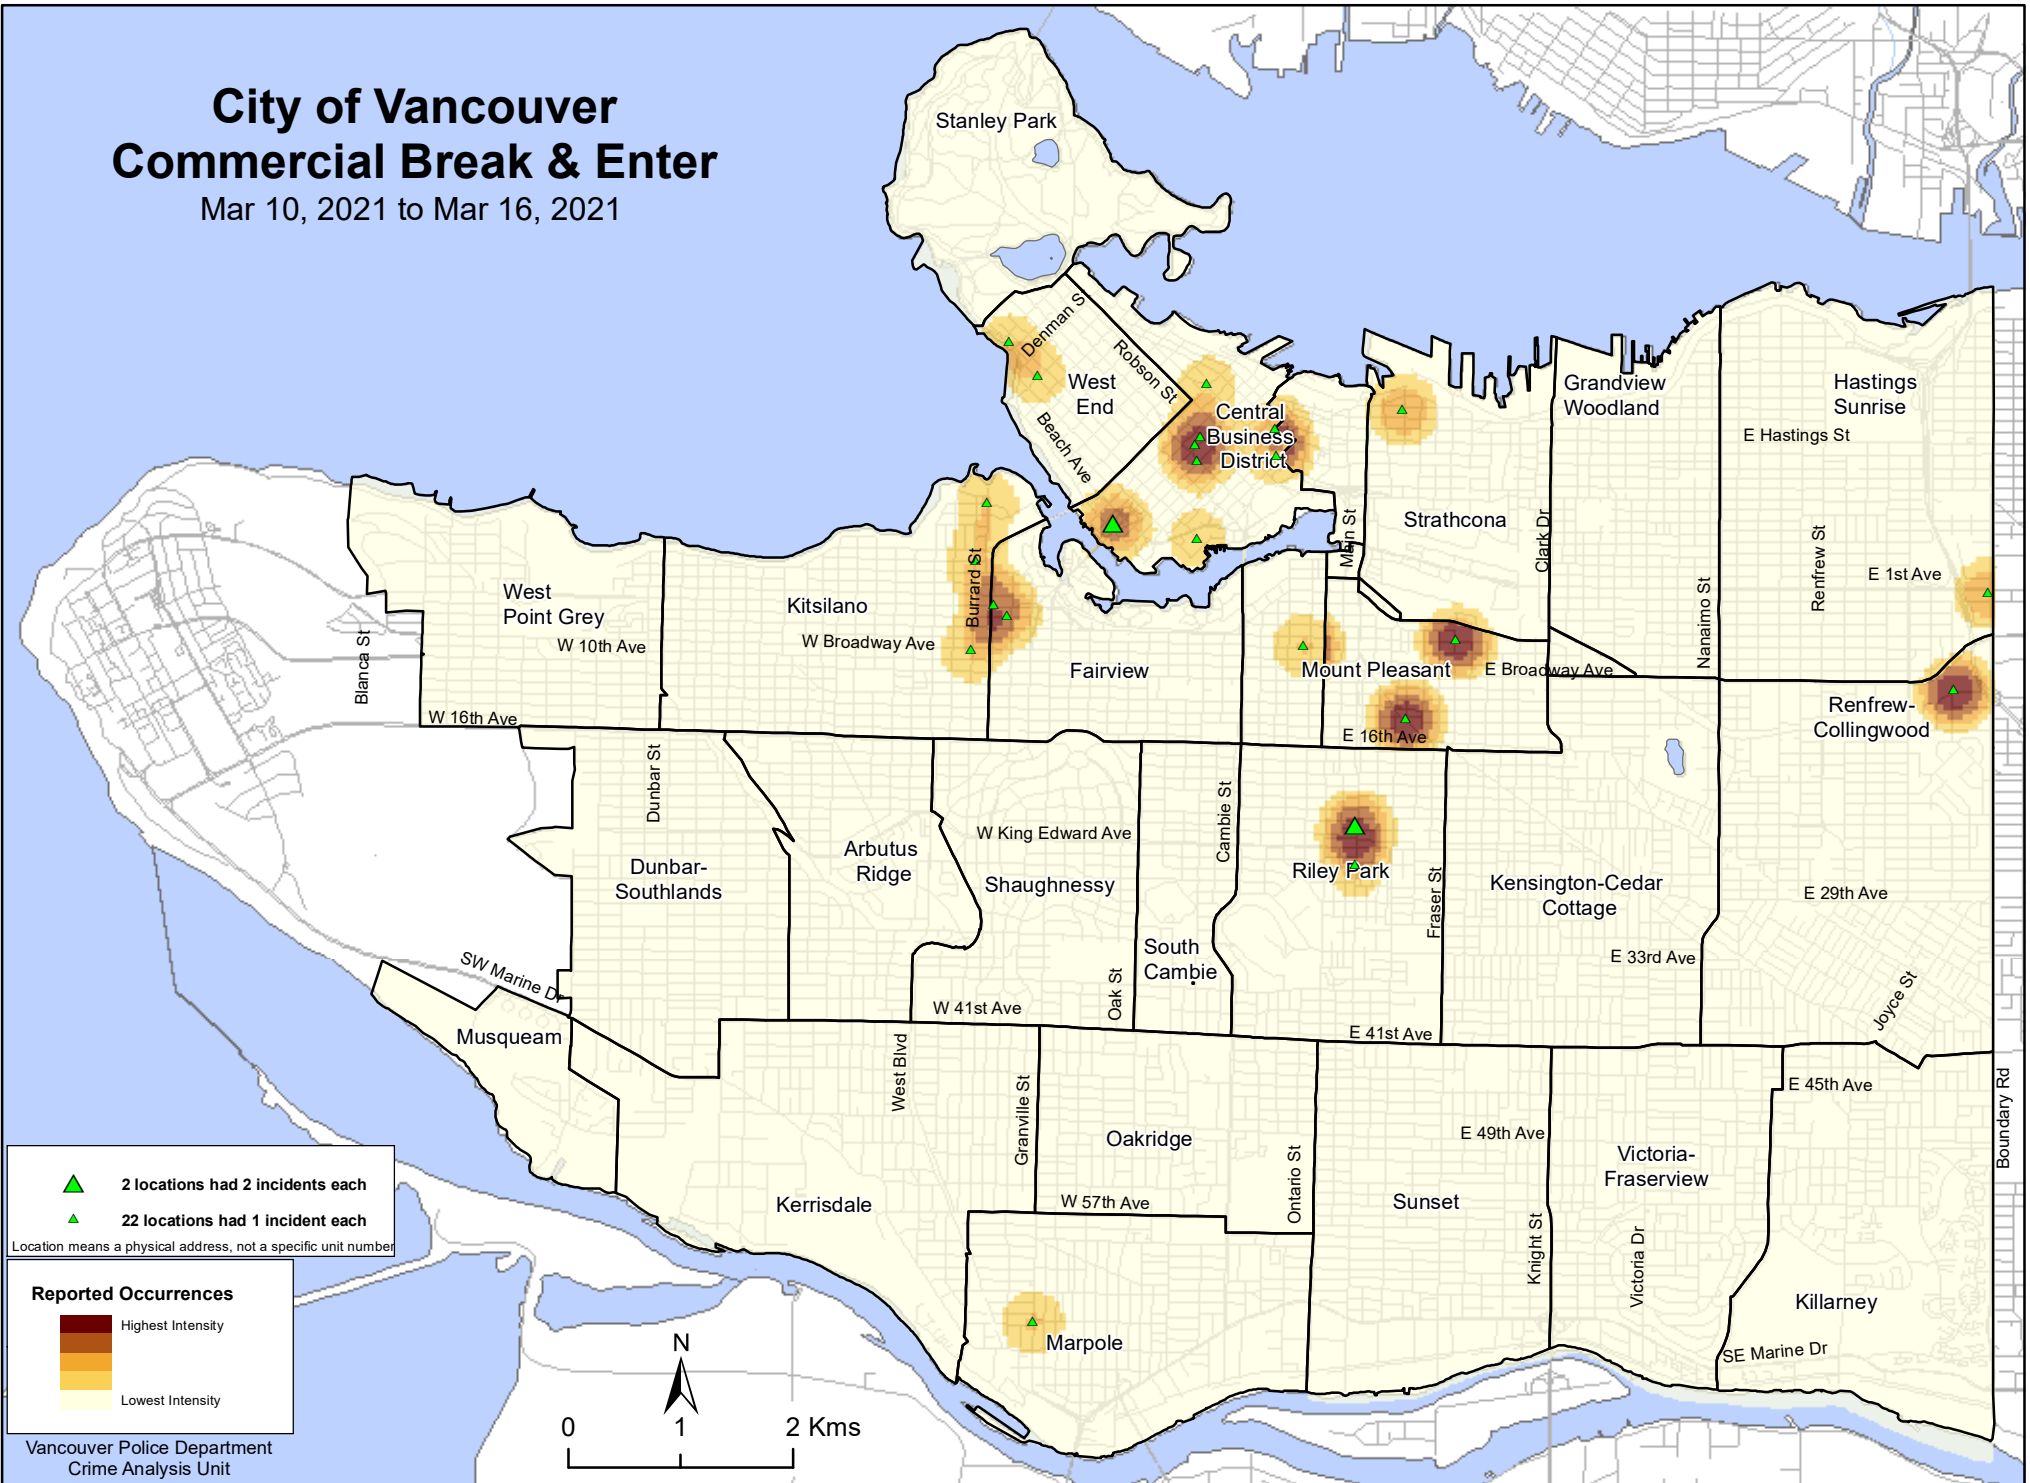 City of Vancouver
Commercial Break & Enter
Mar 10, 2021 to Mar 16, 2021
Stanley Park
Denman S
Robson St
West
End
Beach Ave
Central
Business
District
Grandview
Woodland
Hastings
Sunrise
E Hastings St
Strathcona
Main St
Clark Dr
Nanaimo St
Renfrew St
E 1st Ave
West
Point Grey
Kitsilano
Burrard St
W Broadway Ave
W 10th Ave
Blanca St
Fairview
Mount Pleasant
E Broadway Ave
Renfrew-
Collingwood
W 16th Ave
E 16th Ave
Dunbar St
Cambie St
W King Edward Ave
Arbutus
Ridge
Dunbar-
Southlands
Shaughnessy
Riley Park
Fraser St
Kensington-Cedar
Cottage
E 29th Ave
South
Cambie
E 33rd Ave
SW Marine Dr
Oak St
W 41st Ave
E 41st Ave
Joyce St
Musqueam
West Blvd
Granville St
E 45th Ave
Boundary Rd
Oakridge
E 49th Ave
Victoria-
Fraserview
Ontario St
W 57th Ave
Kerrisdale
Sunset
Knight St
Victoria Dr
Killarney
Marpole
SE Marine Dr
2 locations had 2 incidents each
22 locations had 1 incident each
Location means a physical address, not a specific unit number
Reported Occurrences
Highest Intensity
Lowest Intensity
N
0 1 2 Kms
Vancouver Police Department
Crime Analysis Unit